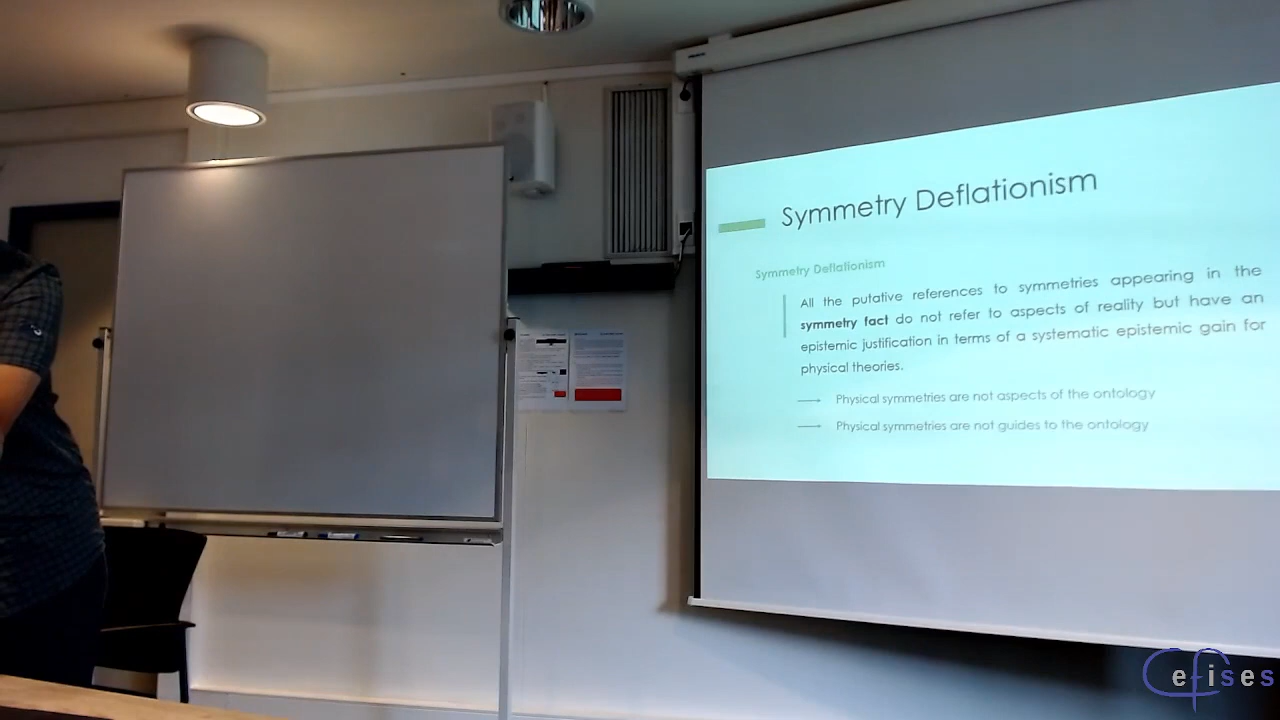 Symmetry Deflationism
Symmetry Deflationism
All the putative references to symmetries appearing in the
symmetry fact do not refer to aspects of reality but have an
epistemic justification in terms of a systematic epistemic gain for
physical theories.
Physical symmetries are not aspects of the ontology
Physical symmetries are not guides to the ontology
Cefises